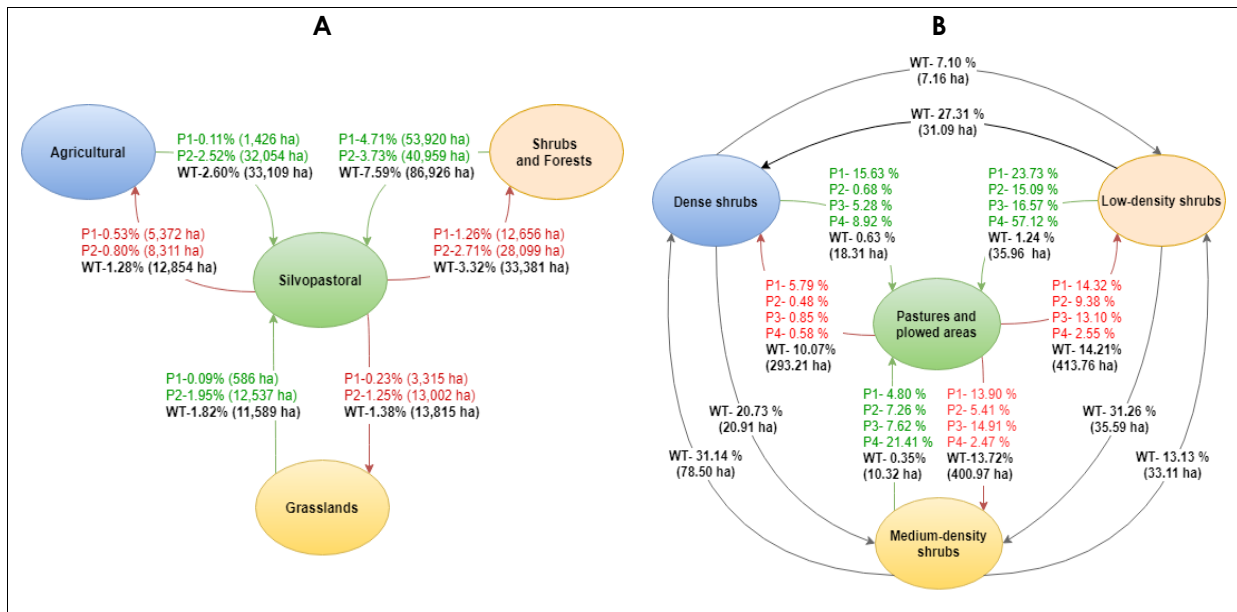 A
Agricultural
P1-0.11% (1,426 ha)
P2-2.52% (32,054 ha)
WT-2.60% (33,109 ha)
P1-4.71% (53,920 ha)
P2-3.73% (40,959 ha)
WT-7.59% (86,926 ha)
Shrubs
and Forests
P1-0.53% (5,372 ha)
P2-0.80% (8,311 ha)
WT-1.28% (12,854 ha)
P1-1.26% (12,656 ha)
P2-2.71% (28,099 ha)
WT-3.32% (33,381 ha)
Silvopastoral
P1-0.09% (586 ha)
P2-1.95% (12,537 ha)
WT-1.82% (11,589 ha)
P1-0.23% (3,315 ha)
P2-1.25% (13,002 ha)
WT-1.38% (13,815 ha)
Grasslands
B
WT- 7.10 %
(7.16 ha)
WT- 27.31 %
(31.09 ha)
Dense shrubs
P1- 15.63 %
P2- 0.68 %
P3- 5.28 %
P4- 8.92 %
WT- 0.63 %
(18.31 ha)
P1- 23.73 %
P2- 15.09 %
P3- 16.57 %
P4- 57.12 %
WT- 1.24 %
(35.96 ha)
Low-density shrubs
P1- 5.79 %
P2- 0.48 %
P3- 0.85 %
P4- 0.58 %
WT- 10.07%
(293.21 ha)
Pastures and
plowed areas
P1- 14.32 %
P2- 9.38 %
P3- 13.10 %
P4- 2.55 %
WT- 14.21%
(413.76 ha)
P1- 4.80 %
P2- 7.26 %
P3- 7.62 %
P4- 21.41 %
WT- 0.35%
(10.32 ha)
P1- 13.90 %
P2- 5.41 %
P3- 14.91 %
P4- 2.47 %
WT-13.72%
(400.97 ha)
WT- 20.73 %
(20.91 ha)
WT- 31.26 %
(35.59 ha)
WT- 31.14 %
(78.50 ha)
WT- 13.13 %
(33.11 ha)
Medium-density
shrubs